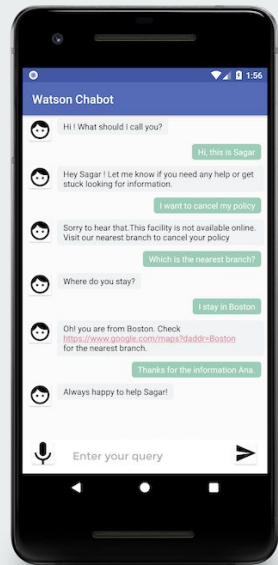 1:56
Watson Chabot
Hi ! What should I call you?
Hi, this is Sagar
Hey Sagar ! Let me know if you need any help or get
stuck looking for information.
I want to cancel my policy
Sorry to hear that.This facility is not available online.
Visit our nearest branch to cancel your policy
Which is the nearest branch?
Where do you stay?
I stay in Boston
Oh! you are from Boston. Check
https://www.google.com/maps?daddr=Boston
for the nearest branch.
Thanks for the information Ana.
Always happy to help Sagar!
Enter your query